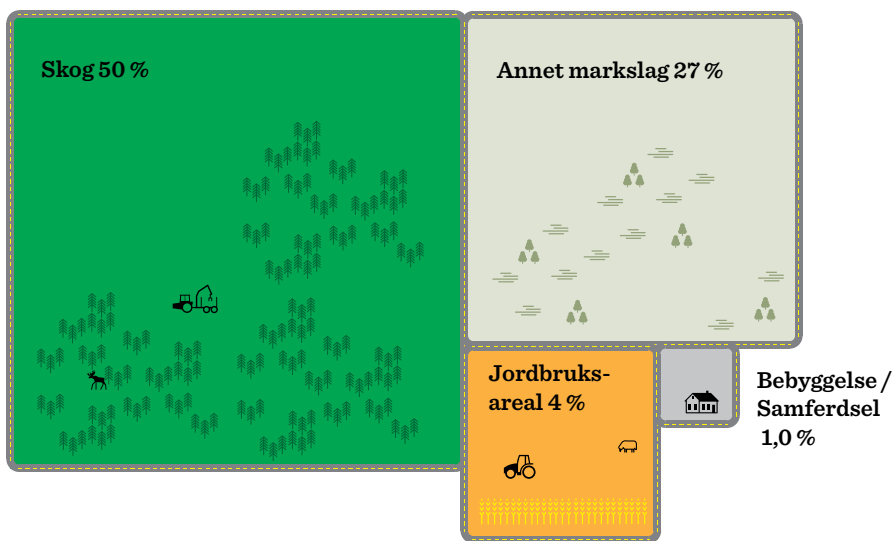 Skog 50 %
Annet markslag 27 %
Jordbruks-
areal 4 %
Bebyggelse /
Samferdsel
1,0 %